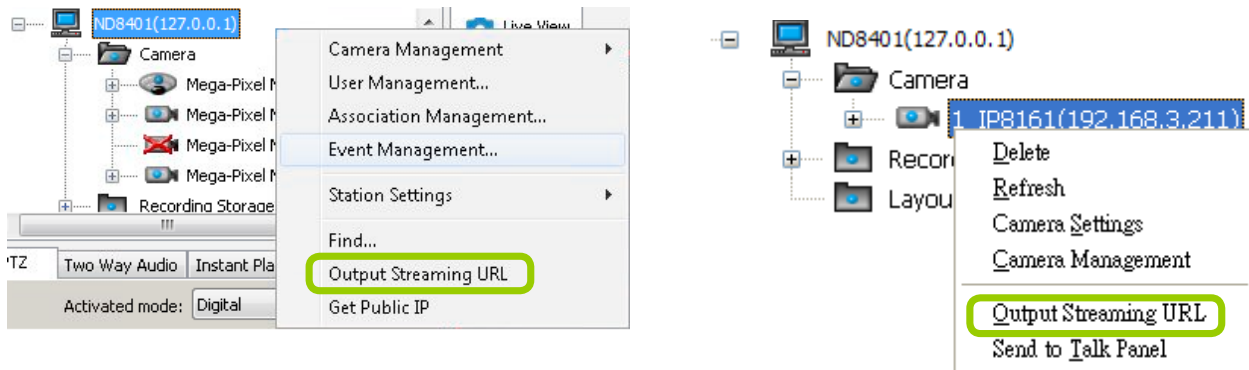 ND8401(127.0.0.1)
Live View
Camera
Mega-Pixel
Mega-Pixel
Mega-Pixel
Mega-Pixel
Recording Storage
TZ
Two Way Audio
Instant
Activated mode:
Digital
Camera Management
User Management...
Association Management...
Event Management...
Station Settings
Find...
Output Streaming URL
Get Public IP
ND8401(127.0.0.1)
Camera
1_IP8161(192.168.3.211)
Delete
Refresh
Camera Settings
Camera Management
Output Streaming URL
Send to Talk Panel